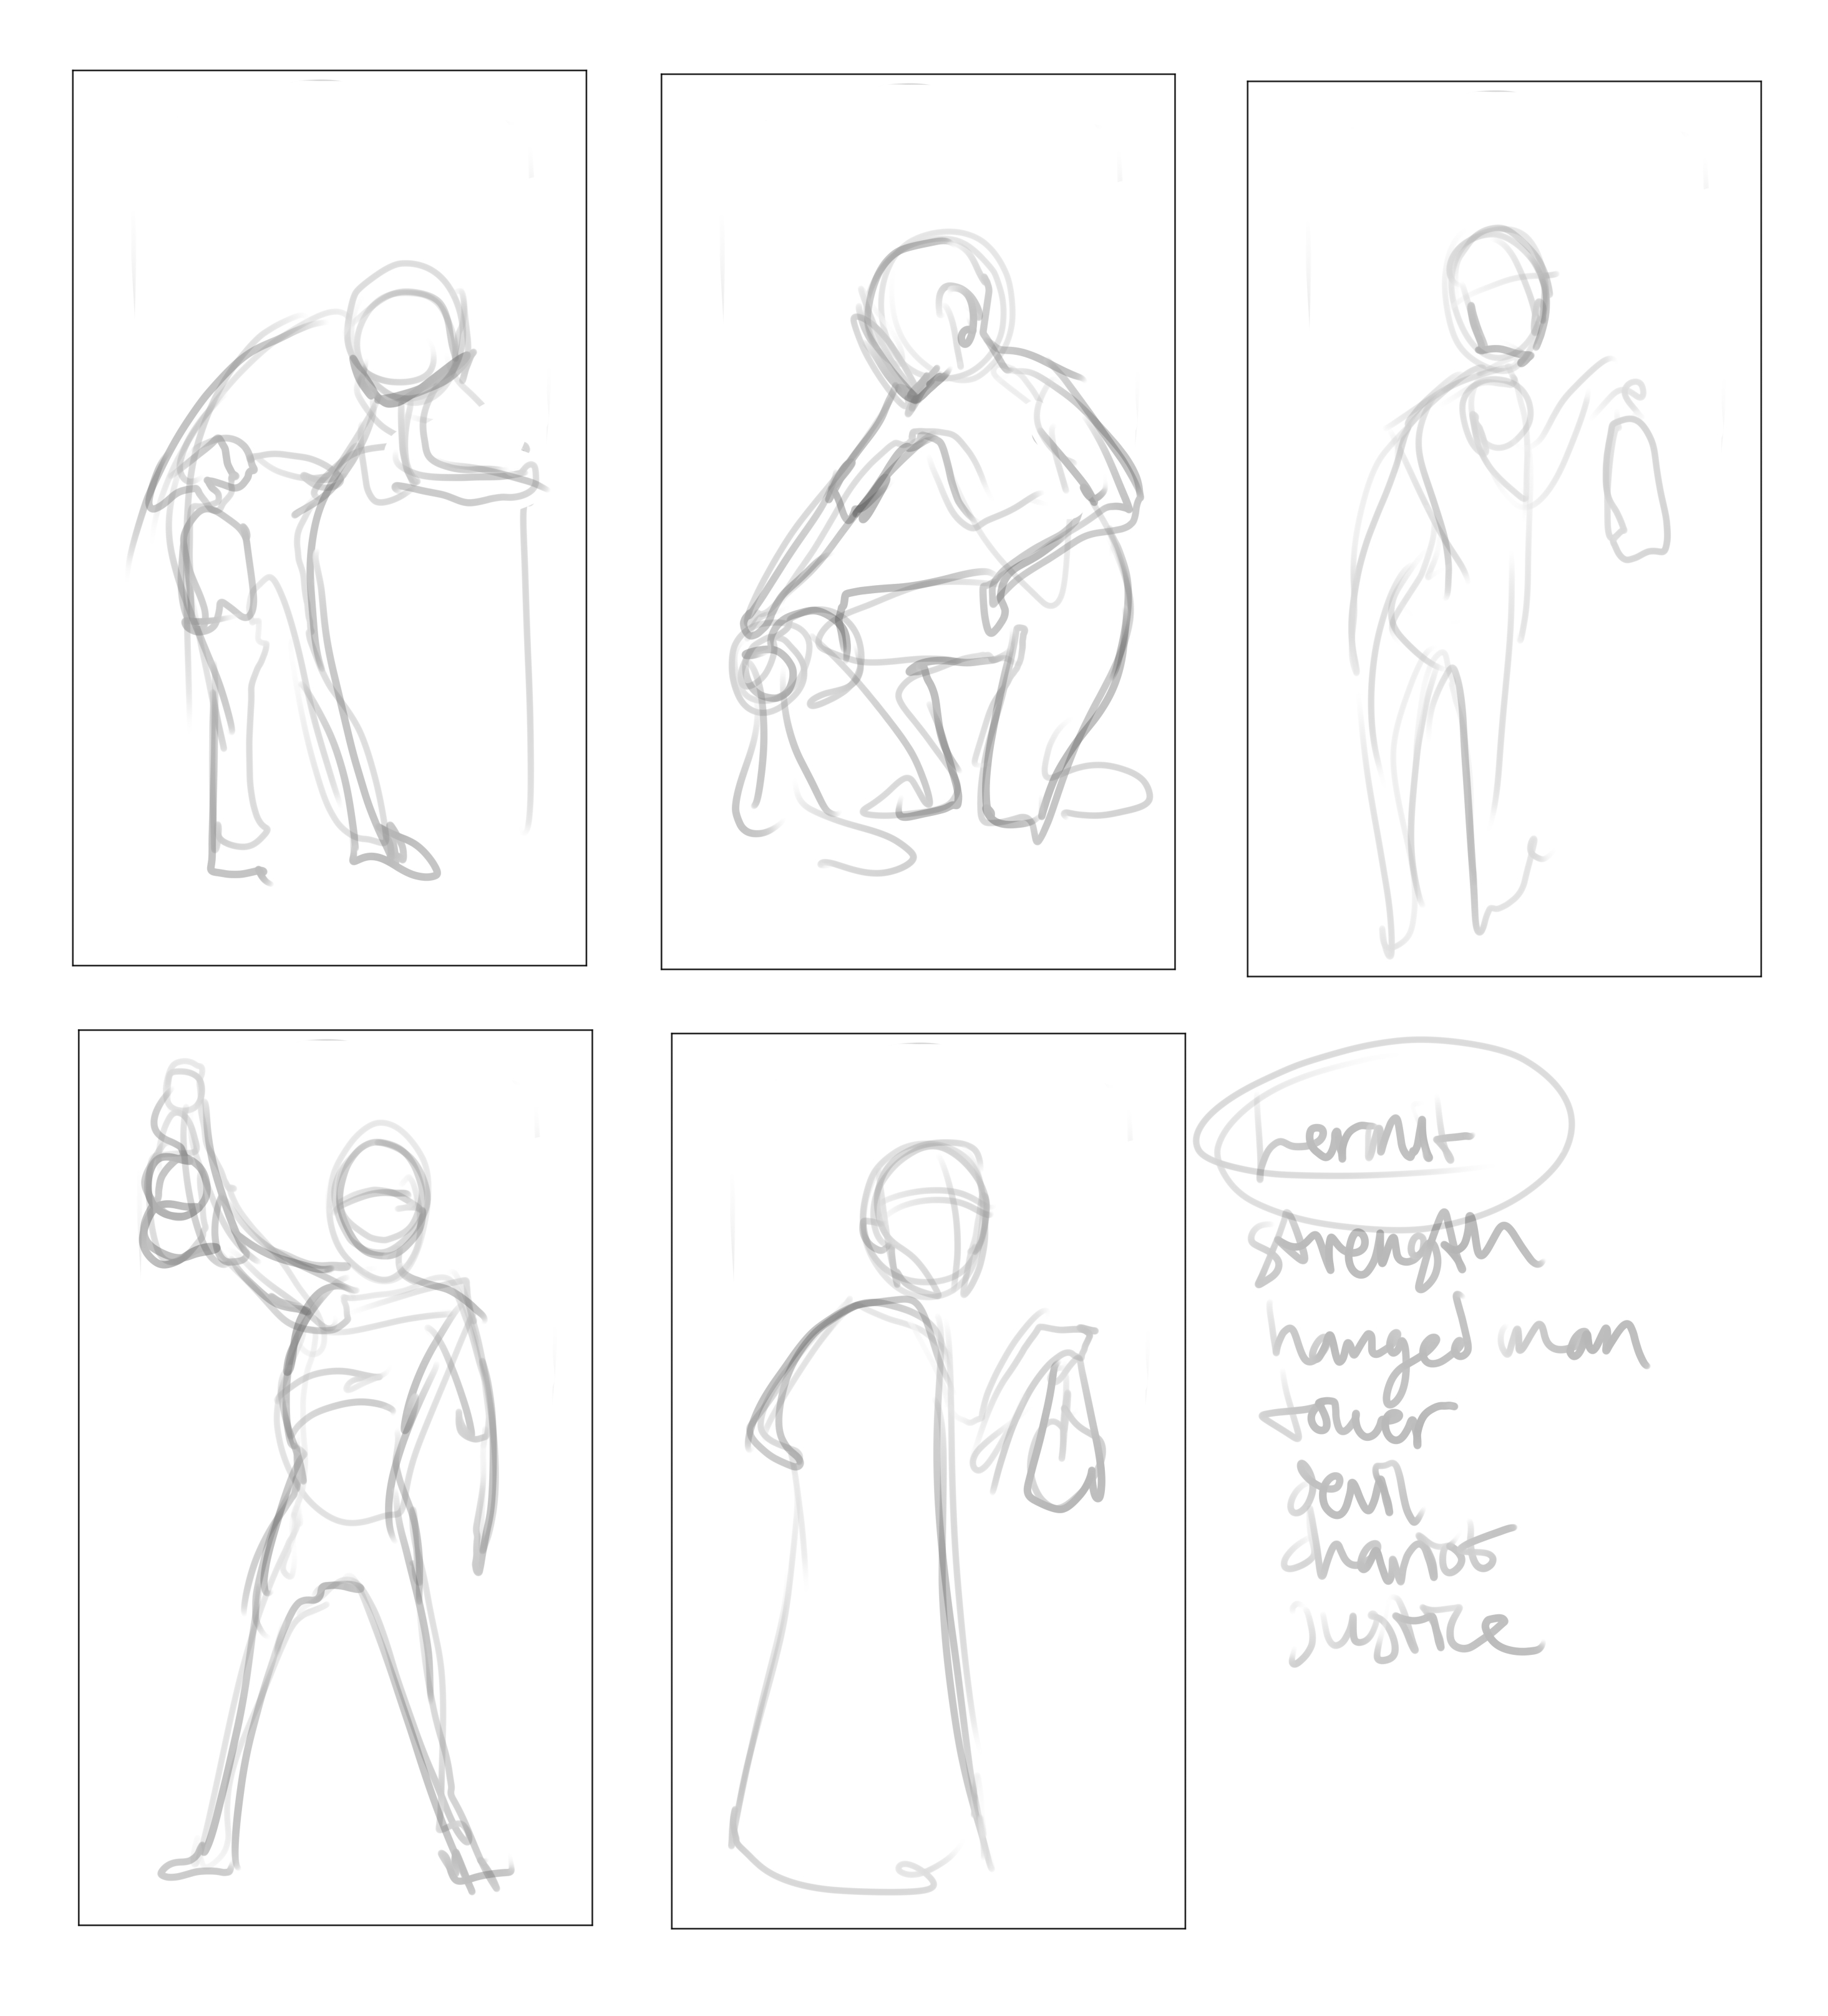 hermit
strength
hanged man
tower
devil
chariot
justice